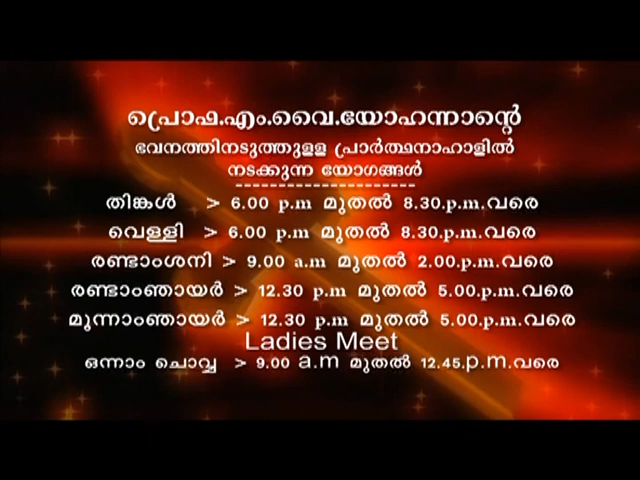 പ്രൊഫ.എം.വൈ.യോഹന്നാന്റെ
ഭവനത്തിനടുത്തുള്ള പ്രാർത്ഥനാഹാളിൽ
നടക്കുന്ന യോഗങ്ങൾ
--------------------
തിങ്കൾ > 6.00 p.m മുതൽ 8.30.p.m.വരെ
വെള്ളി > 6.00 p.m മുതൽ 8.30.p.m.വരെ
രണ്ടാംശനി > 9.00 a.m മുതൽ 2.00.p.m.വരെ
രണ്ടാംഞായർ > 12.30 p.m മുതൽ 5.00.p.m.വരെ
മൂന്നാംഞായർ > 12.30 p.m മുതൽ 5.00.p.m.വരെ
Ladies Meet
ഒന്നാം ചൊവ്വ > 9.00 a.m മുതൽ 12.45.p.m.വരെ